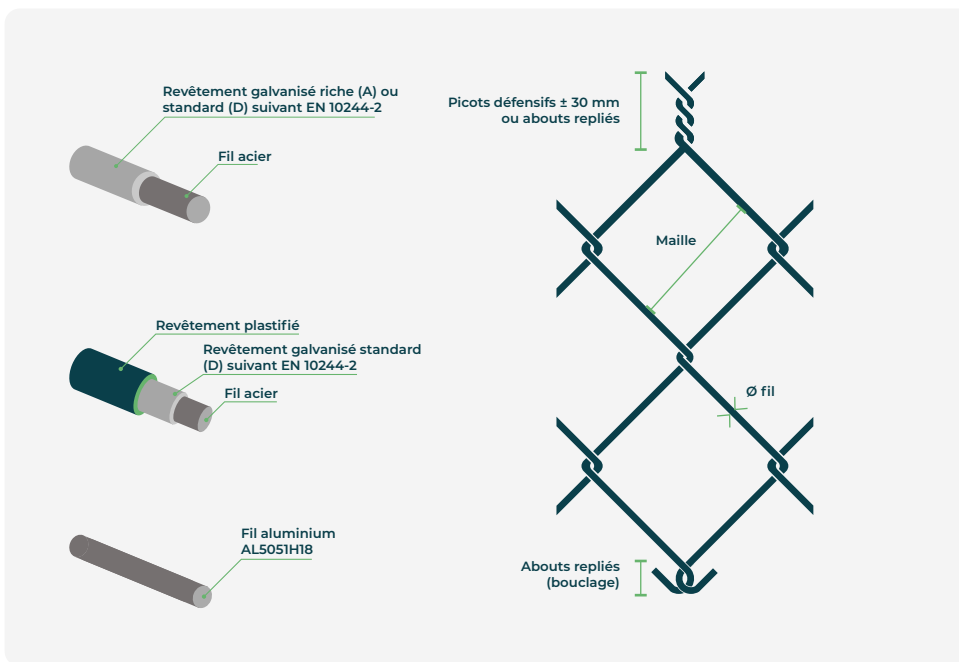 Revêtement galvanisé riche (A) ou
standard (D) suivant EN 10244-2
Fil acier
Revêtement plastifié
Revêtement galvanisé standard
(D) suivant EN 10244-2
Fil acier
Fil aluminium
AL5051H18
Picots défensifs ± 30 mm
ou abouts repliés
Maille
Ø fil
Abouts repliés
(bouclage)